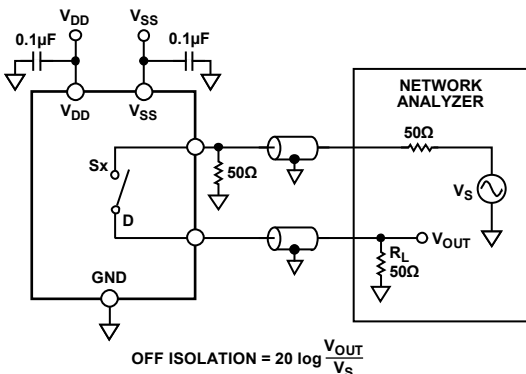 VDD
VSS
0.1µF
0.1µF
VDD
VSS
NETWORK
ANALYZER
50Ω
Sx
50Ω
VS
D
VOUT
RL
50Ω
GND
OFF ISOLATION = 20 log VOUT
VS